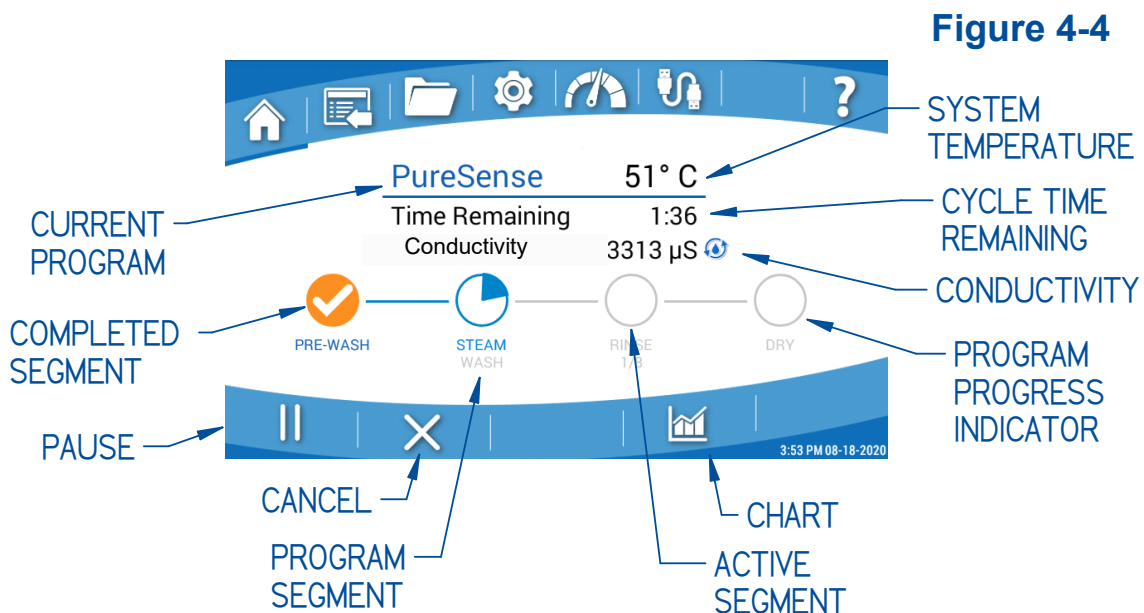 Figure 4-4
?
SYSTEM
TEMPERATURE
PureSense 51° C
CURRENT
PROGRAM
Time Remaining 1:36
CYCLE TIME
REMAINING
Conductivity 3313 µS
CONDUCTIVITY
COMPLETED
SEGMENT
PRE-WASH
STEAM
WASH
RINSE
1/3
DRY
PROGRAM
PROGRESS
INDICATOR
PAUSE
3:53 PM 08-18-2020
CANCEL
CHART
PROGRAM
SEGMENT
ACTIVE
SEGMENT